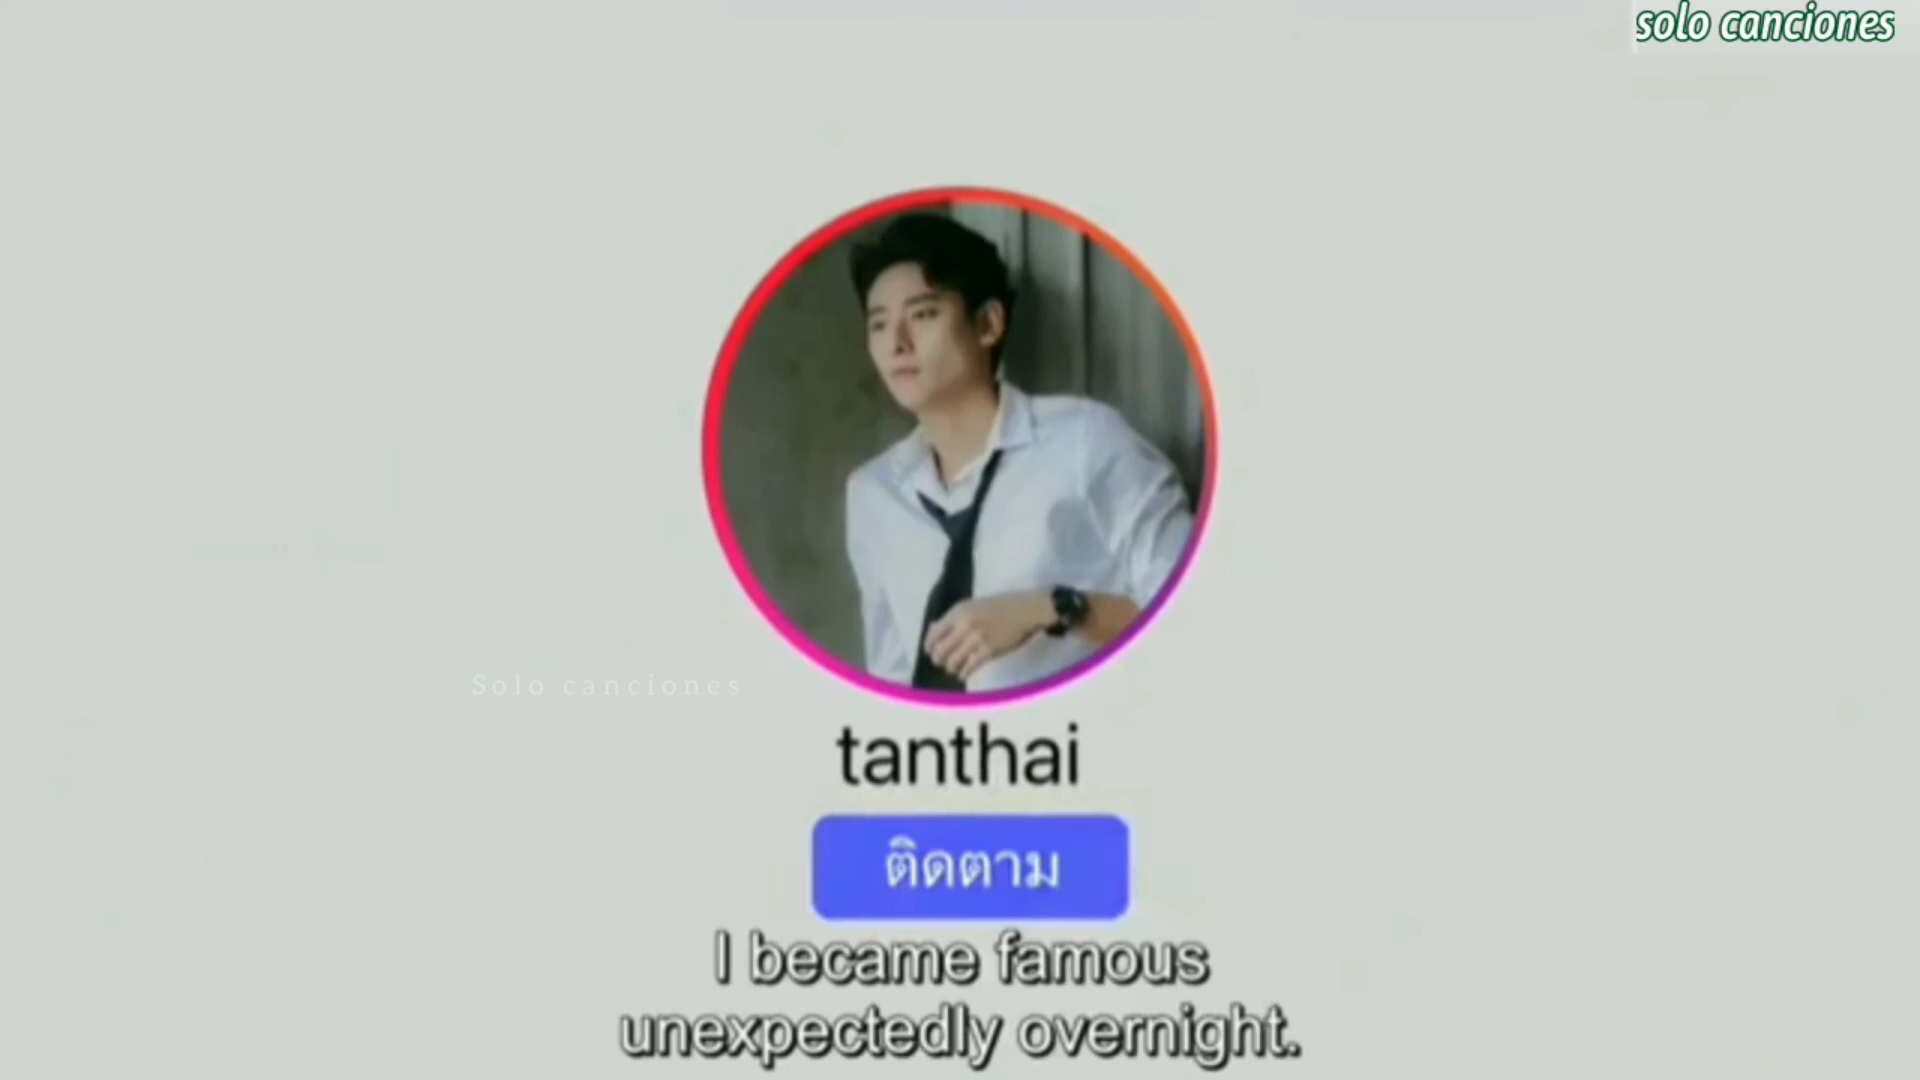 solo canciones
Solo canciones
tanthai
ติดตาม
I became famous
unexpectedly overnight.